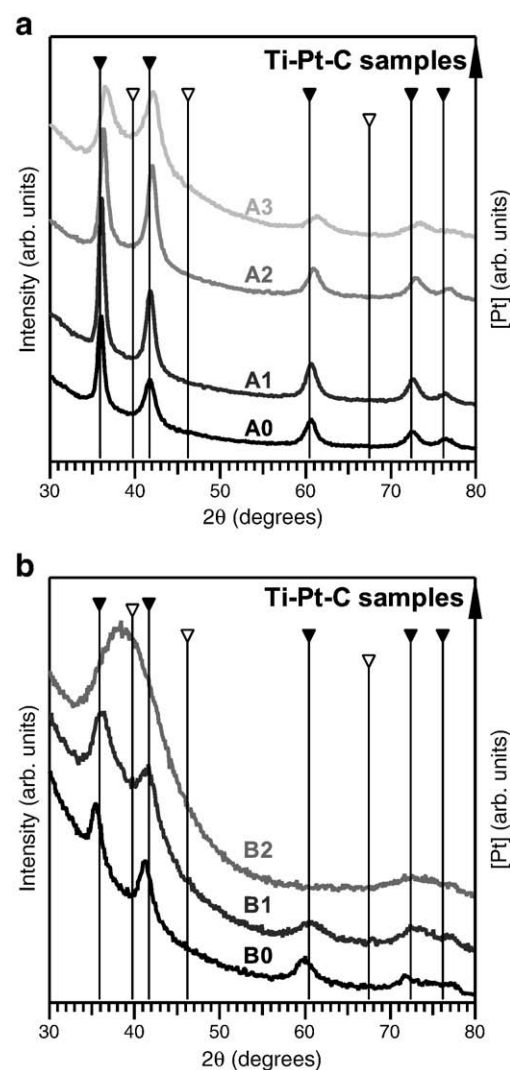 a
Ti-Pt-C samples
A3
A2
A1
A0
Intensity (arb. units)
[Pt] (arb. units)
30 40 50 60 70 80
2θ (degrees)
b
Ti-Pt-C samples
B2
B1
B0
Intensity (arb. units)
[Pt] (arb. units)
30 40 50 60 70 80
2θ (degrees)